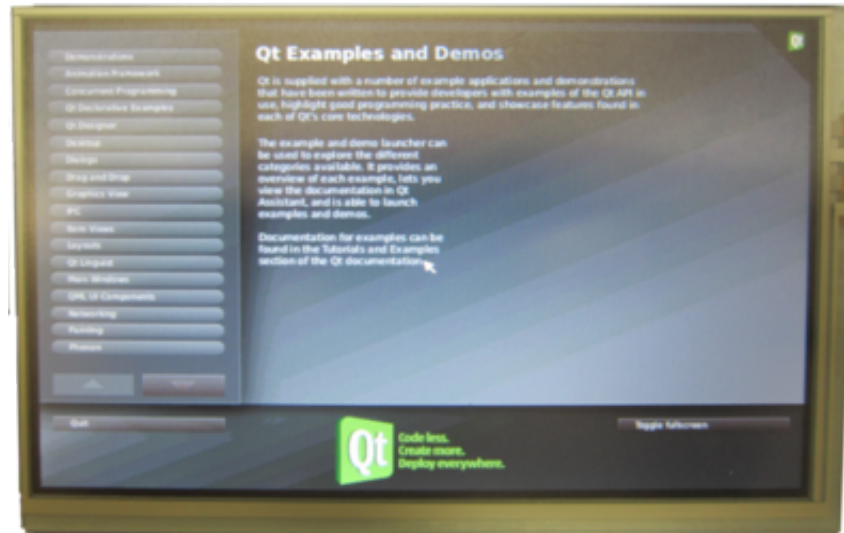 Demonstrations
Animation Framework
Concurrent Programming
Qt Declarative Examples
Qt Designer
Desktop
Dialogs
Drag and Drop
Graphics View
IPC
Item Views
Layouts
Qt Linguist
Main Windows
QML UI Components
Networking
Painting
Phonon
Quit
Qt Examples and Demos
Qt is supplied with a number of example applications and demonstrations
that have been written to provide developers with examples of the Qt API in
use, highlight good programming practice, and showcase features found in
each of Qt's core technologies.
The example and demo launcher can
be used to explore the different
categories available. It provides an
overview of each example, lets you
view the documentation in Qt
Assistant, and is able to launch
examples and demos.
Documentation for examples can be
found in the Tutorials and Examples
section of the Qt documentation.
Qt
Qt
Code less.
Create more.
Deploy everywhere.
Toggle fullscreen